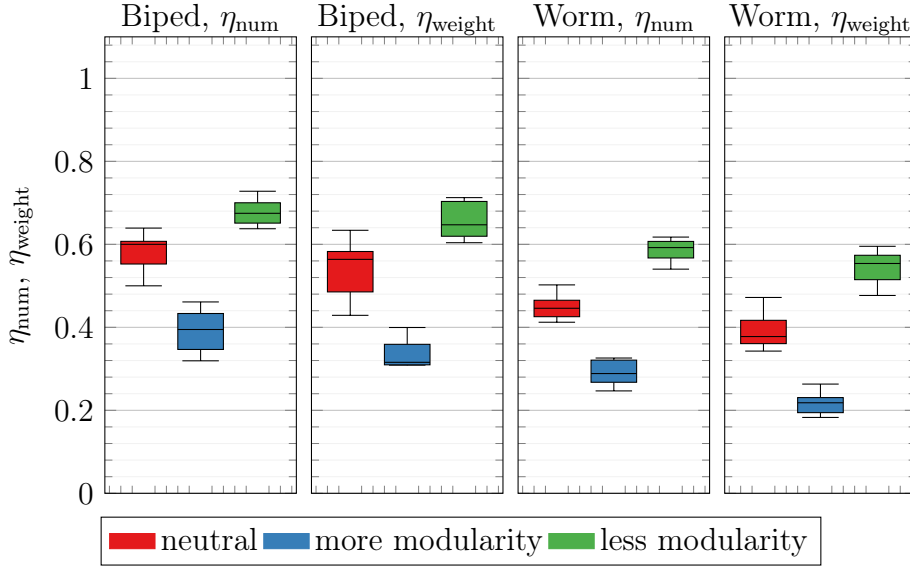 Biped, η_num
Biped, η_weight
Worm, η_num
Worm, η_weight
η_num, η_weight
1
0.8
0.6
0.4
0.2
0
neutral
more modularity
less modularity